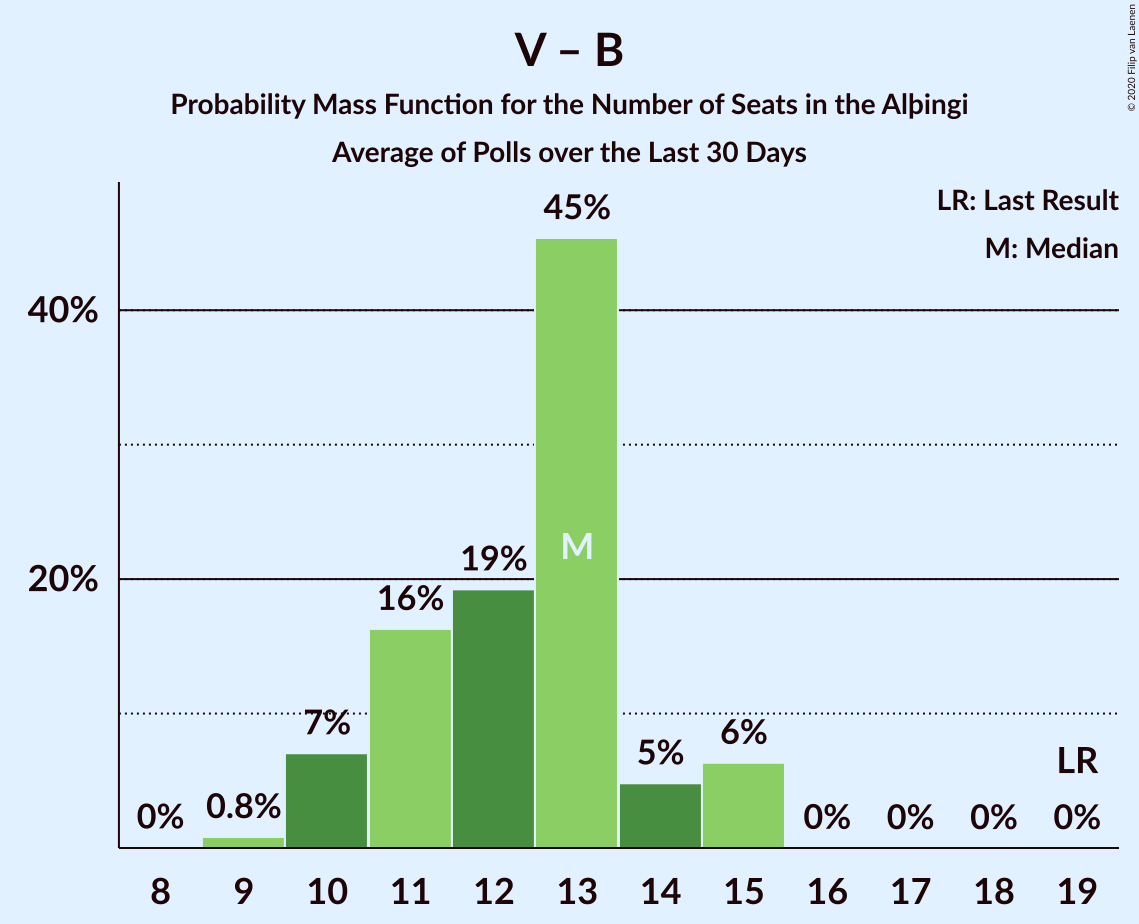 V – B
Probability Mass Function for the Number of Seats in the Alþingi
Average of Polls over the Last 30 Days
© 2020 Filip van Laenen
LR: Last Result
M: Median
45%
40%
M
19%
20%
16%
7%
6%
5%
LR
0.8%
0%
0%
0%
0%
0%
8 9 10 11 12 13 14 15 16 17 18 19